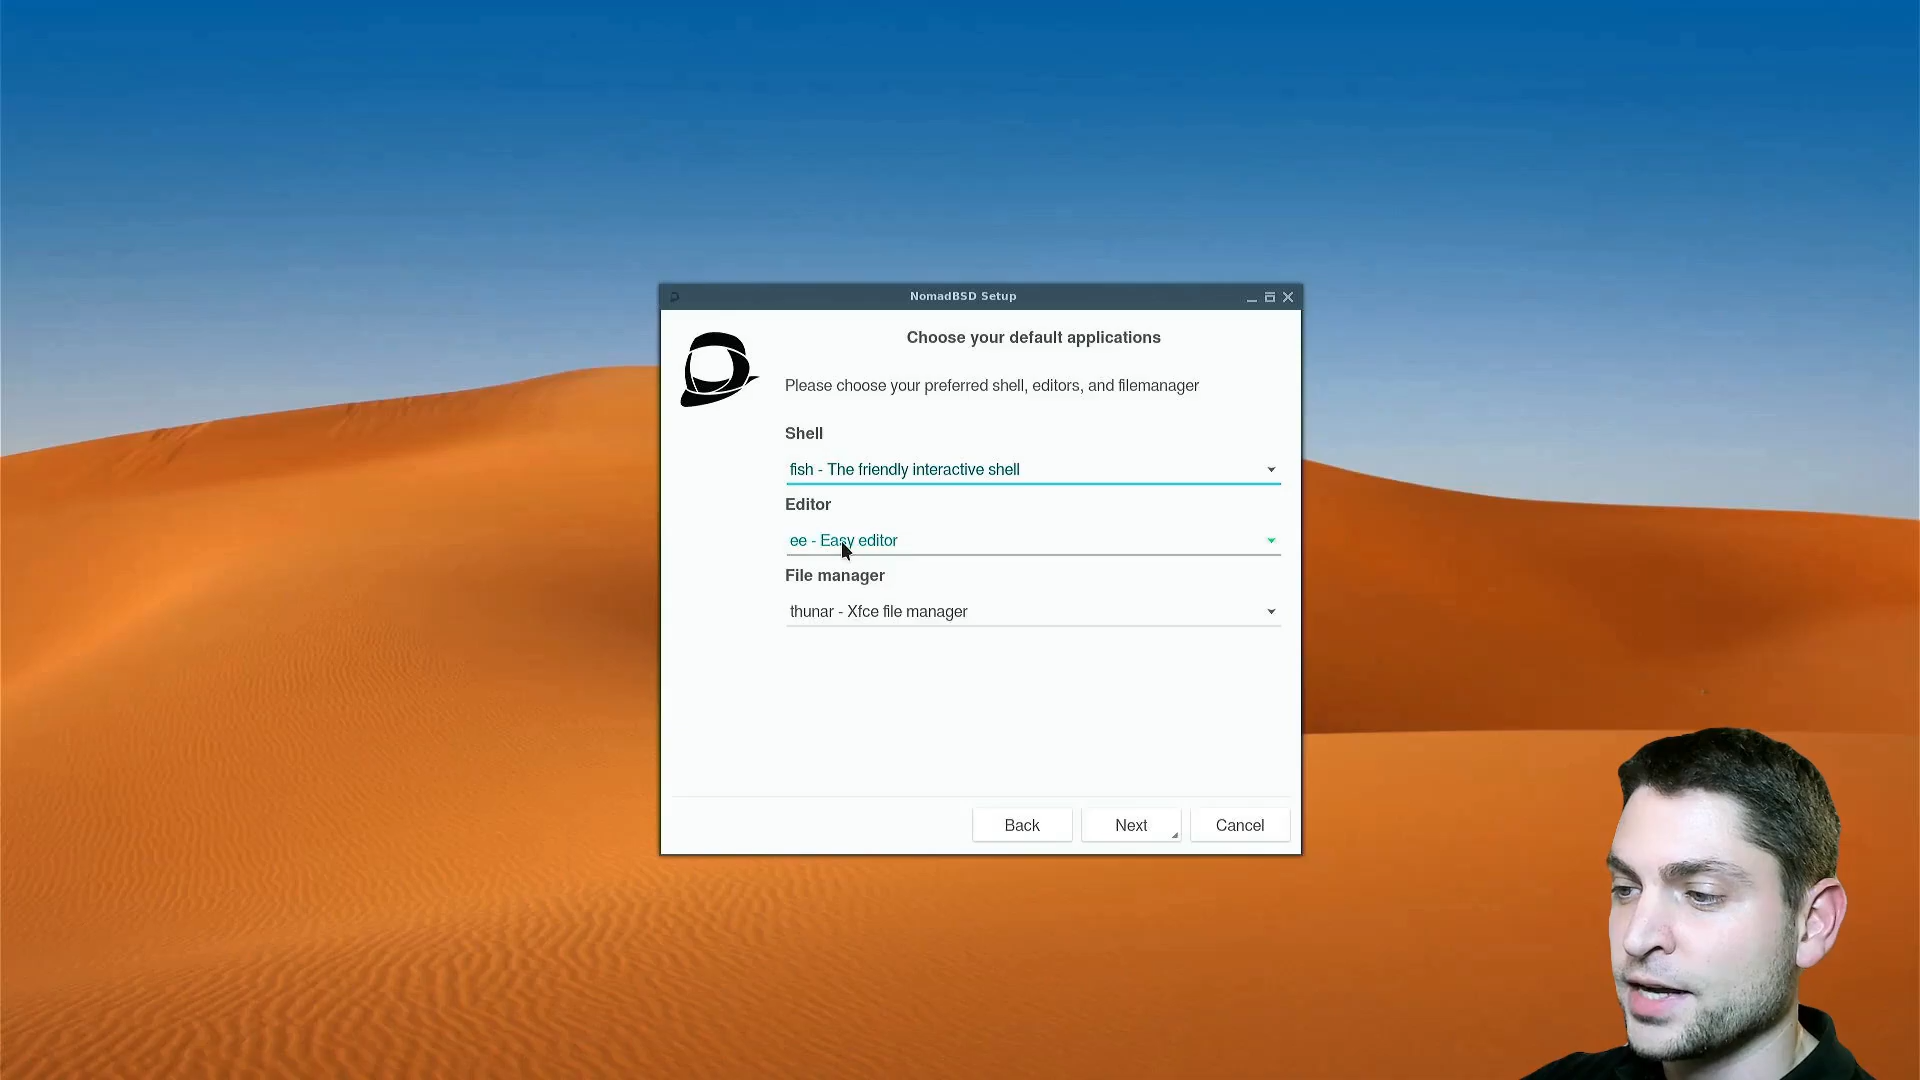 NomadBSD Setup
Choose your default applications
Please choose your preferred shell, editors, and filemanager
Shell
fish - The friendly interactive shell
Editor
ee - Easy editor
File manager
thunar - Xfce file manager
Back
Next
Cancel